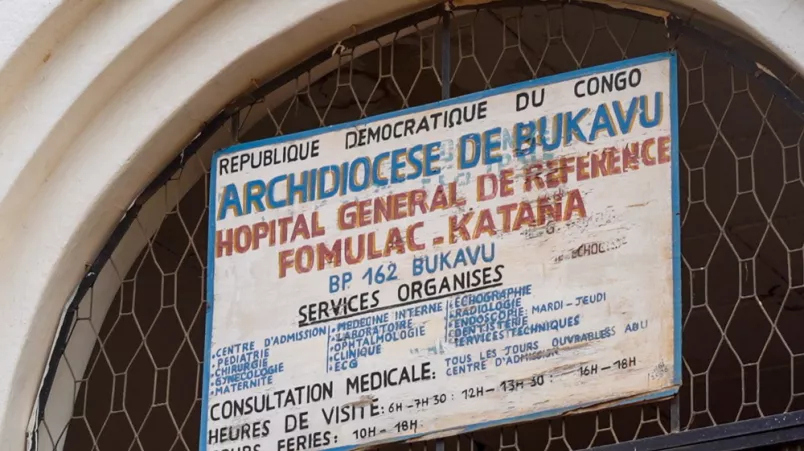 REPUBLIQUE DEMOCRATIQUE DU CONGO
ARCHIDIOCESE DE BUKAVU
HOPITAL GENERAL DE REFERENCE
FOMULAC - KATANA
BP 162 BUKAVU
SERVICES ORGANISES
• CENTRE D'ADMISSION
• PEDIATRIE
• CHIRURGIE
• GYNECOLOGIE
• MATERNITE
• MEDECINE INTERNE
• LABORATOIRE
• OPHTALMOLOGIE
• CLINIQUE
• ECG
• ECHOGRAPHIE
• RADIOLOGIE
• ENDOSCOPIE: MARDI - JEUDI
• DENTISTERIE
• SERVICES TECHNIQUES
CONSULTATION MEDICALE: TOUS LES JOURS OUVRABLES AU
CENTRE D'ADMISSION
HEURES DE VISITE: 6H-7H30: 12H-13H30: 16H-18H
JOURS FERIES: 10H-18H